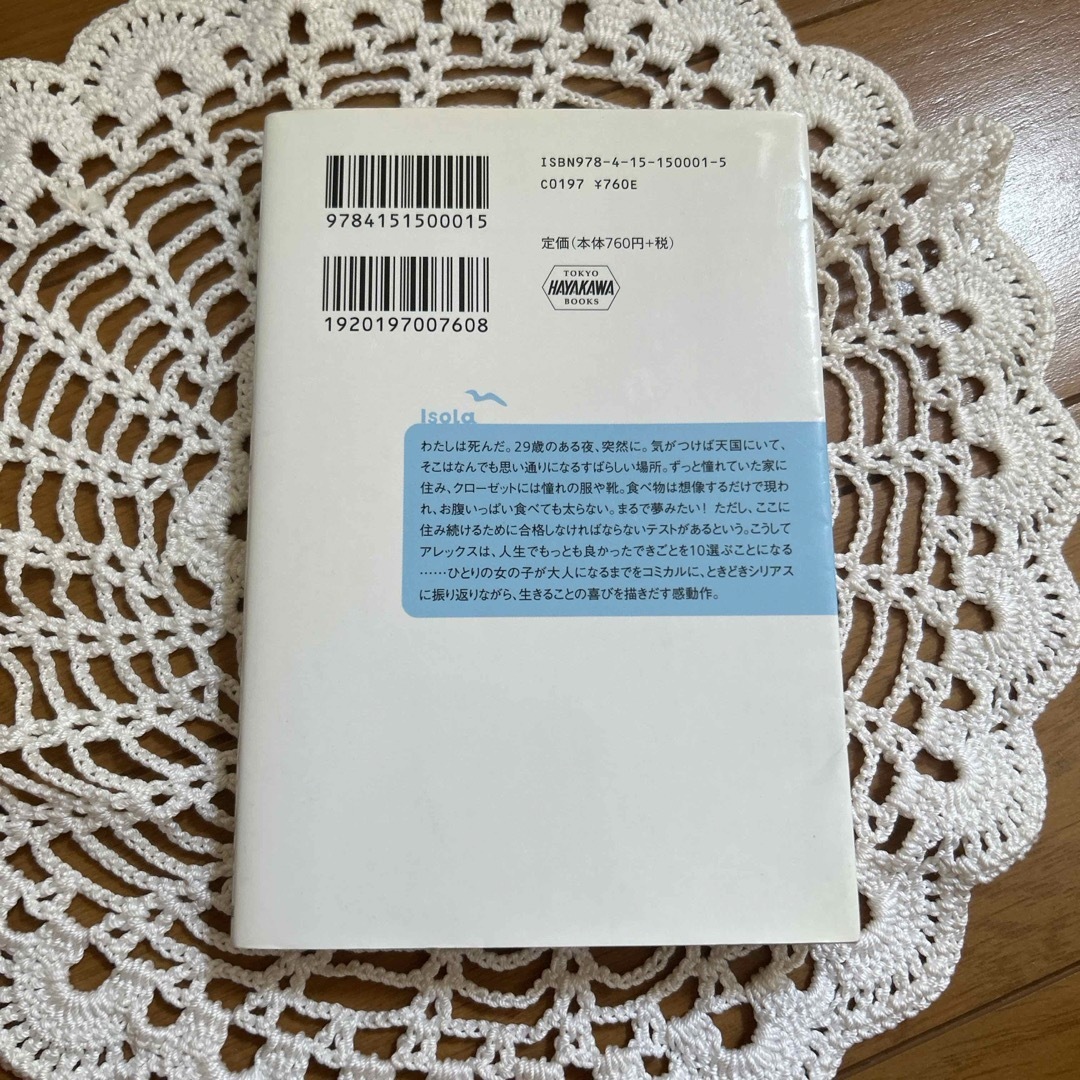 9784151500015
ISBN978-4-15-150001-5
C0197 ¥760E
定価(本体760円+税)
1920197007608
TOKYO
HAYAKAWA
BOOKS
Isola
わたしは死んだ。29歳のある夜、突然に。気がつけば天国にいて、
そこはなんでも思い通りになるすばらしい場所。ずっと憧れていた家に
住み、クローゼットには憧れの服や靴。食べ物は想像するだけで現わ
れ、お腹いっぱい食べても太らない。まるで夢みたい! ただし、ここに
住み続けるために合格しなければならないテストがあるという。こうして
アレックスは、人生でもっとも良かったできごとを10選ぶことになる
……ひとりの女の子が大人になるまでをコミカルに、ときどきシリアス
に振り返りながら、生きることの喜びを描きだす感動作。